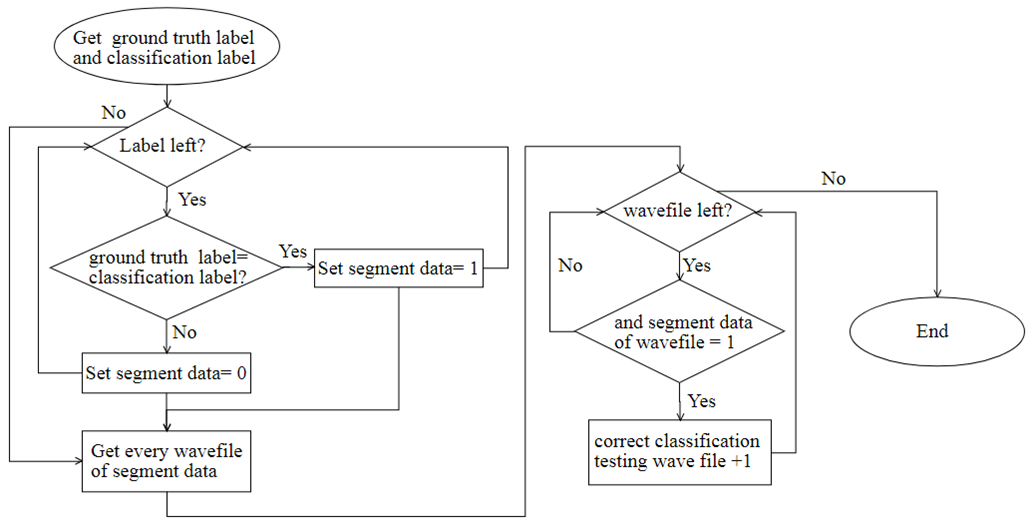 Get ground truth label
and classification label
No
Label left?
Yes
ground truth label=
classification label?
Yes
Set segment data= 1
No
Set segment data= 0
Get every wavefile
of segment data
wavefile left?
No
Yes
No
and segment data
of wavefile = 1
Yes
correct classification
testing wave file +1
End